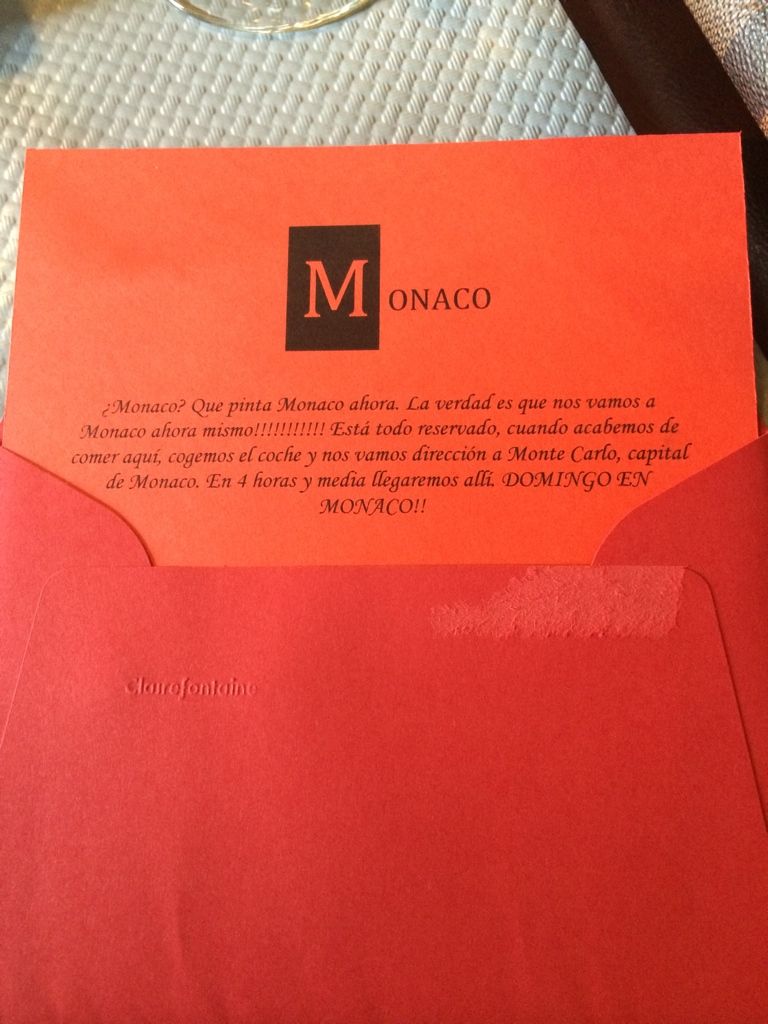 MONACO
¿Monaco? Que pinta Monaco ahora. La verdad es que nos vamos a
Monaco ahora mismo!!!!!!!!!!! Está todo reservado, cuando acabemos de
comer aquí, cogemos el coche y nos vamos dirección a Monte Carlo, capital
de Monaco. En 4 horas y media llegaremos allí. DOMINGO EN
MONACO!!
Clairefontaine